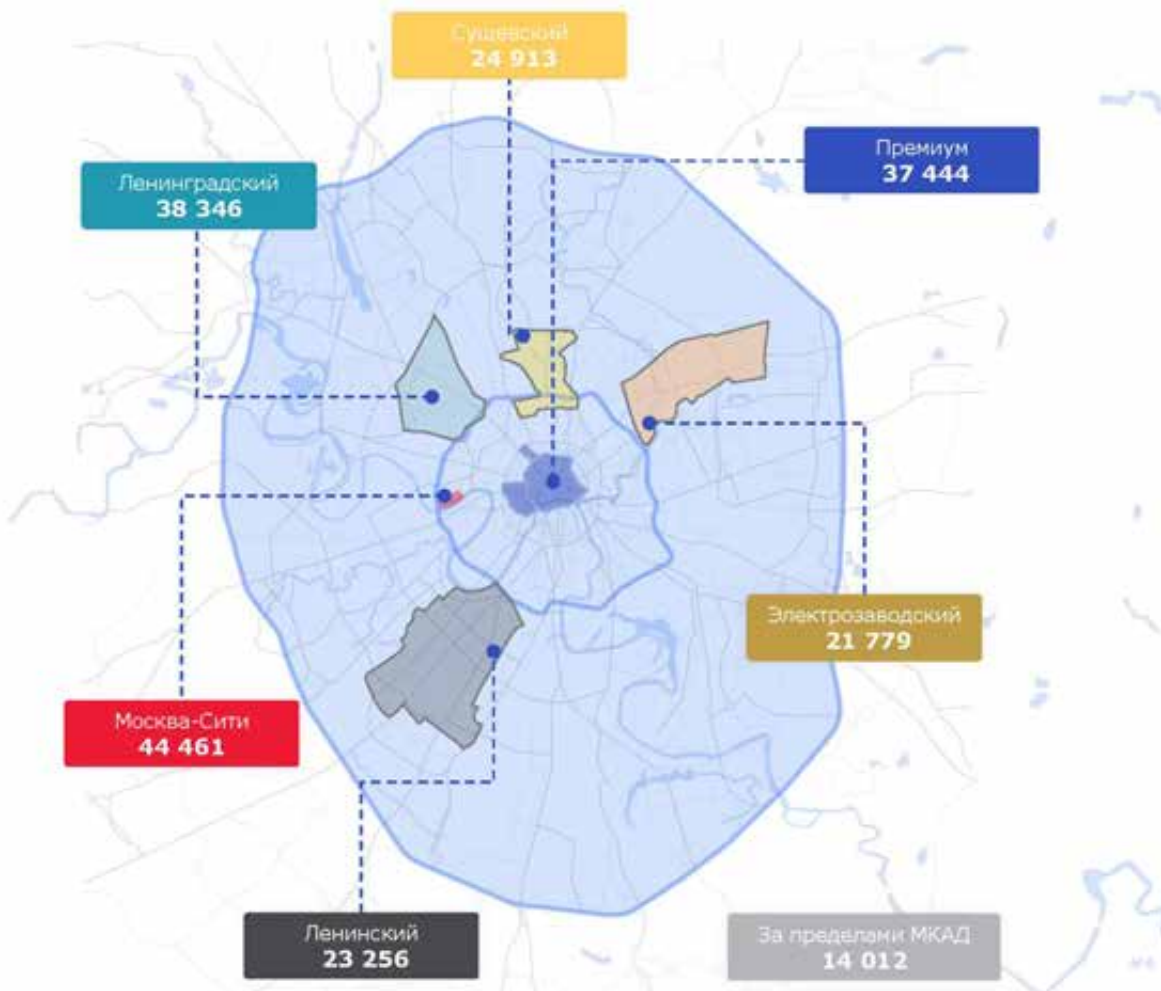 Сущевский
24 913
Премиум
37 444
Ленинградский
38 346
Электрозаводский
21 779
Москва-Сити
44 461
Ленинский
23 256
За пределами МКАД
14 012